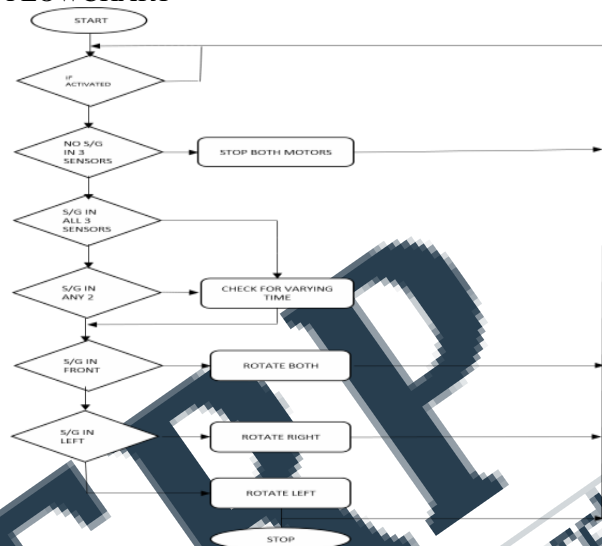 FLOWCHART
START
IF
ACTIVATED
NO S/G
IN 3
SENSORS
STOP BOTH MOTORS
S/G IN
ALL 3
SENSORS
S/G IN
ANY 2
CHECK FOR VARYING
TIME
S/G IN
FRONT
ROTATE BOTH
S/G IN
LEFT
ROTATE RIGHT
ROTATE LEFT
STOP